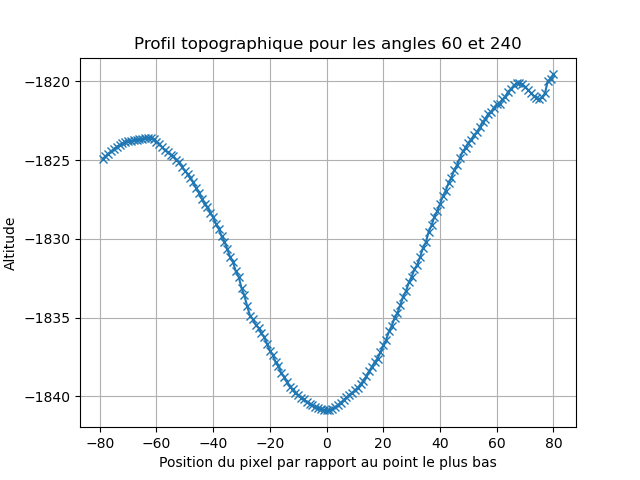 Profil topographique pour les angles 60 et 240
Altitude
−1820
−1825
−1830
−1835
−1840
−80 −60 −40 −20 0 20 40 60 80
Position du pixel par rapport au point le plus bas